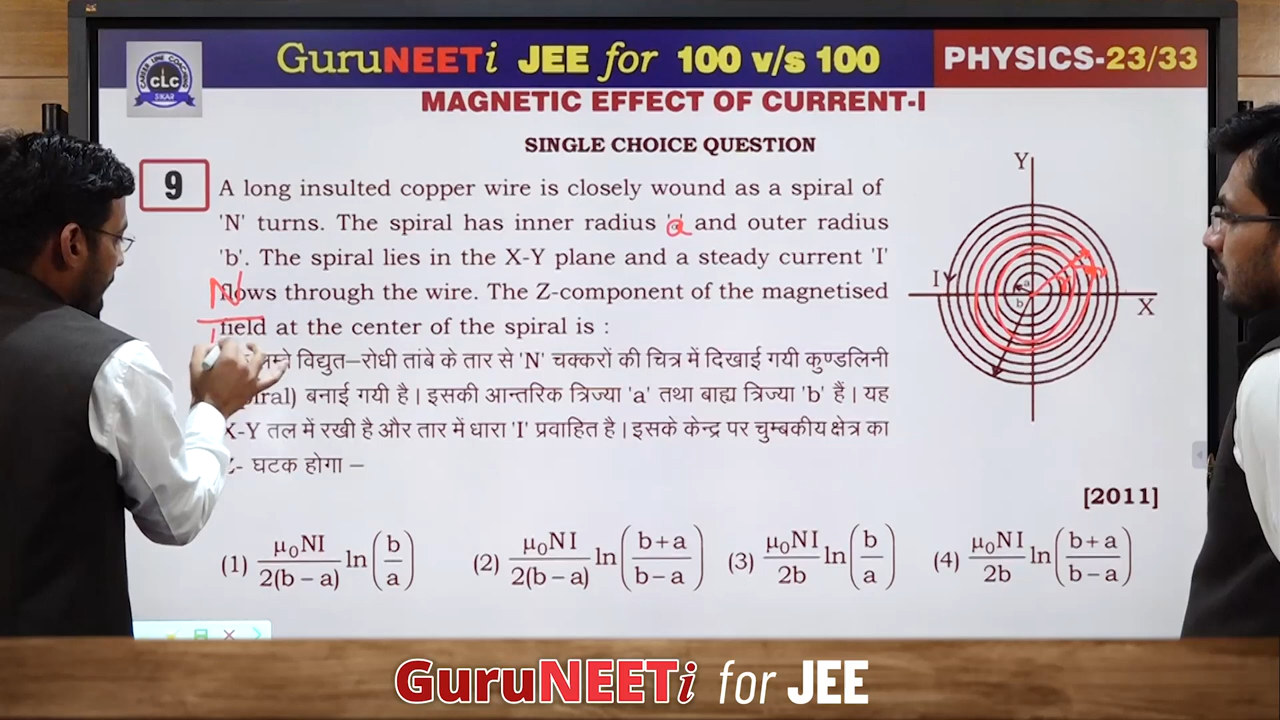 GuruNEETi JEE for 100 v/s 100
PHYSICS-23/33
CLC
SIKAR
MAGNETIC EFFECT OF CURRENT-I
SINGLE CHOICE QUESTION
9
A long insulted copper wire is closely wound as a spiral of
'N' turns. The spiral has inner radius 'a' and outer radius
'b'. The spiral lies in the X-Y plane and a steady current 'I'
flows through the wire. The Z-component of the magnetised
field at the center of the spiral is :
N
Y
I
a
b
X
विद्युत–रोधी तांबे के तार से 'N' चक्करों की चित्र में दिखाई गयी कुण्डलिनी
बनाई गयी है। इसकी आन्तरिक त्रिज्या 'a' तथा बाह्य त्रिज्या 'b' हैं। यह
X-Y तल में रखी है और तार में धारा 'I' प्रवाहित है। इसके केन्द्र पर चुम्बकीय क्षेत्र का
घटक होगा –
[2011]
(1) μ₀NI / 2(b – a) ln (b / a)
(2) μ₀NI / 2(b – a) ln (b + a / b – a)
(3) μ₀NI / 2b ln (b / a)
(4) μ₀NI / 2b ln (b + a / b – a)
GuruNEETi for JEE